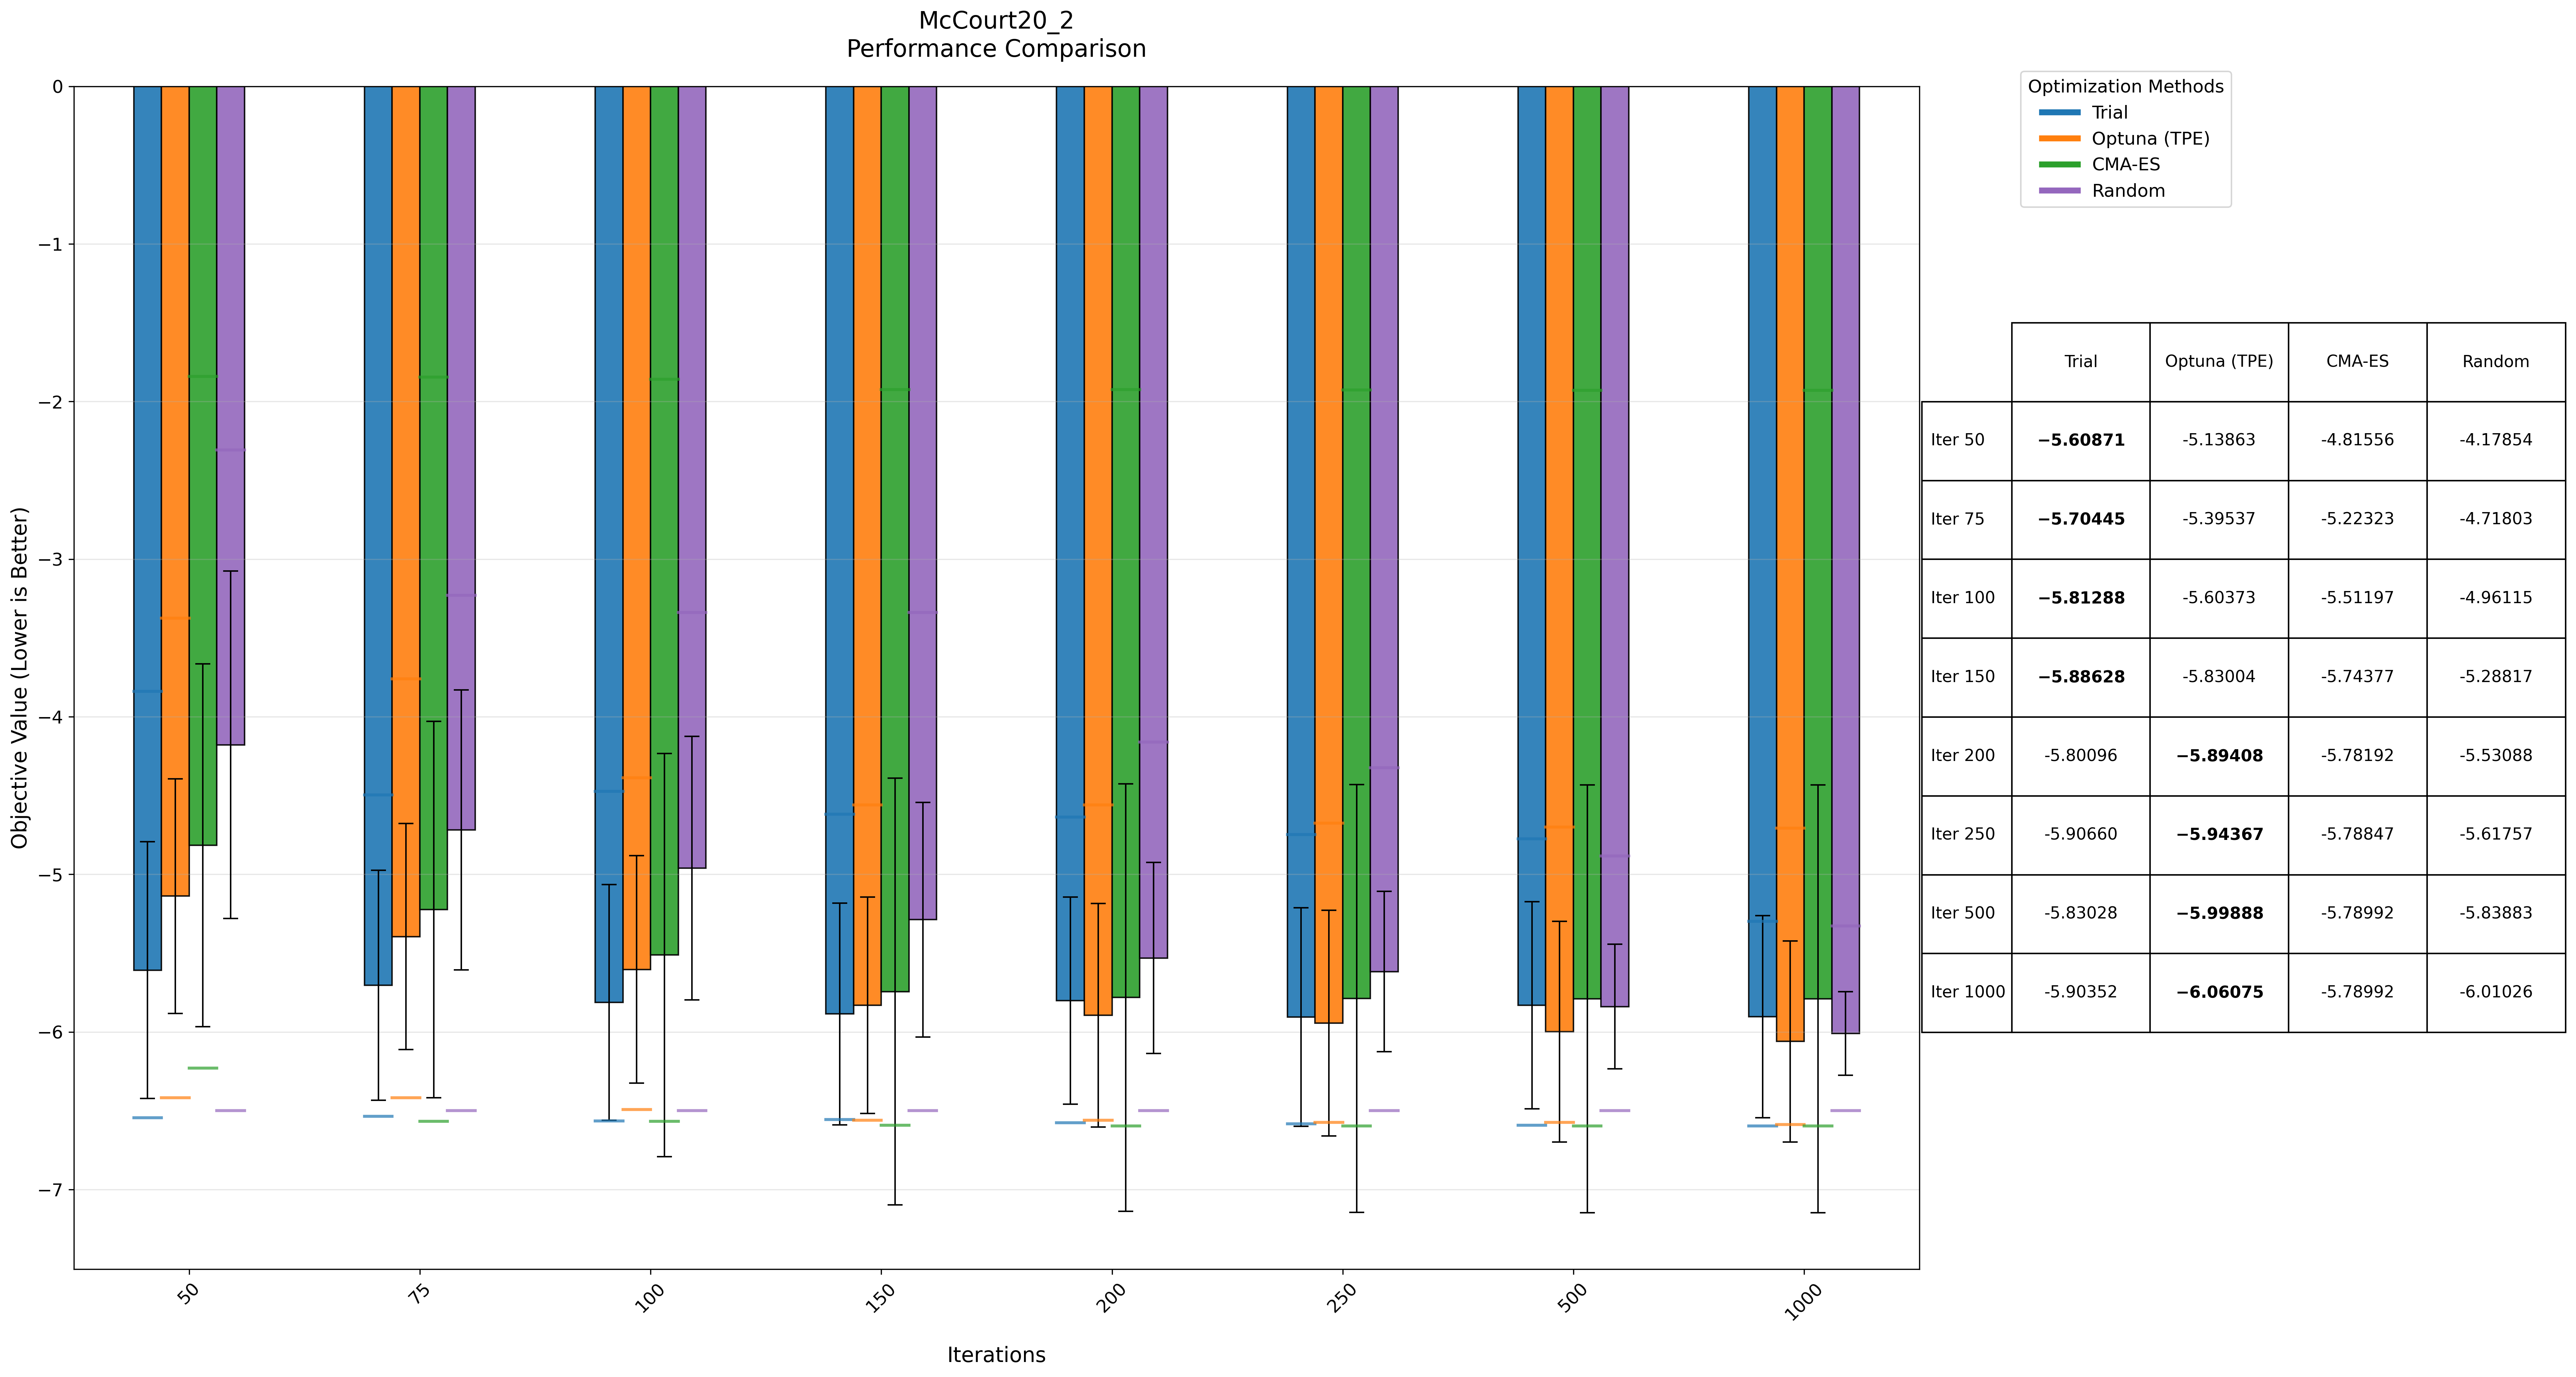 McCourt20_2
Performance Comparison
Objective Value (Lower is Better)
0
−1
−2
−3
−4
−5
−6
−7
50
75
100
150
200
250
500
1000
Iterations
Optimization Methods
Trial
Optuna (TPE)
CMA-ES
Random
Trial Optuna (TPE) CMA-ES Random
Iter 50 −5.60871 -5.13863 -4.81556 -4.17854
Iter 75 −5.70445 -5.39537 -5.22323 -4.71803
Iter 100 −5.81288 -5.60373 -5.51197 -4.96115
Iter 150 −5.88628 -5.83004 -5.74377 -5.28817
Iter 200 -5.80096 −5.89408 -5.78192 -5.53088
Iter 250 -5.90660 −5.94367 -5.78847 -5.61757
Iter 500 -5.83028 −5.99888 -5.78992 -5.83883
Iter 1000 -5.90352 −6.06075 -5.78992 -6.01026